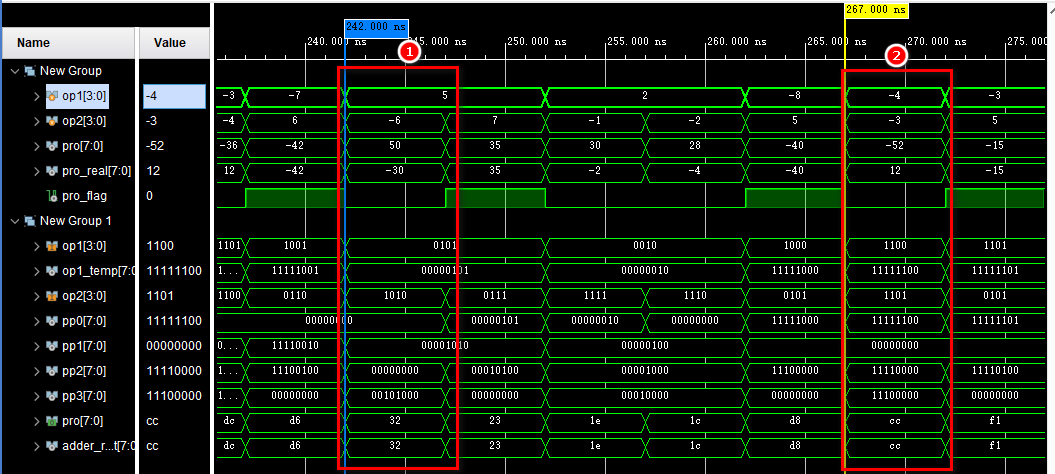 267.000 ns
242.000 ns
1
240. ns 245.000 ns 250.000 ns 255.000 ns 260.000 ns 265. ns 270.000 ns 275.
2
Name Value
New Group
op1[3:0] -4 -3 -7 5 2 -8 -4 -3
op2[3:0] -3 -4 6 -6 7 -1 -2 5 -3 5
pro[7:0] -52 -36 -42 50 35 30 28 -40 -52 -15
pro_real[7:0] 12 12 -42 -30 35 -2 -4 -40 12 -15
pro_flag 0
New Group 1
op1[3:0] 1100 1101 1001 0101 0010 1000 1100 1101
op1_temp[7:0 11111100 1... 11111001 00000101 00000010 11111000 11111100 11111101
op2[3:0] 1101 1100 0110 1010 0111 1111 1110 0101 1101 0101
pp0[7:0] 11111100 00000000 00000101 00000010 00000000 11111000 11111100 11111101
pp1[7:0] 00000000 0... 11110010 00001010 00000100 00000000
pp2[7:0] 11110000 1... 11100100 00000000 00010100 00001000 11100000 11110000 11110100
pp3[7:0] 11100000 1... 00000000 00101000 00000000 00010000 00000000 11100000 00000000
pro[7:0] cc dc d6 32 23 1e 1c d8 cc f1
adder_r...t[7:0 cc dc d6 32 23 1e 1c d8 cc f1